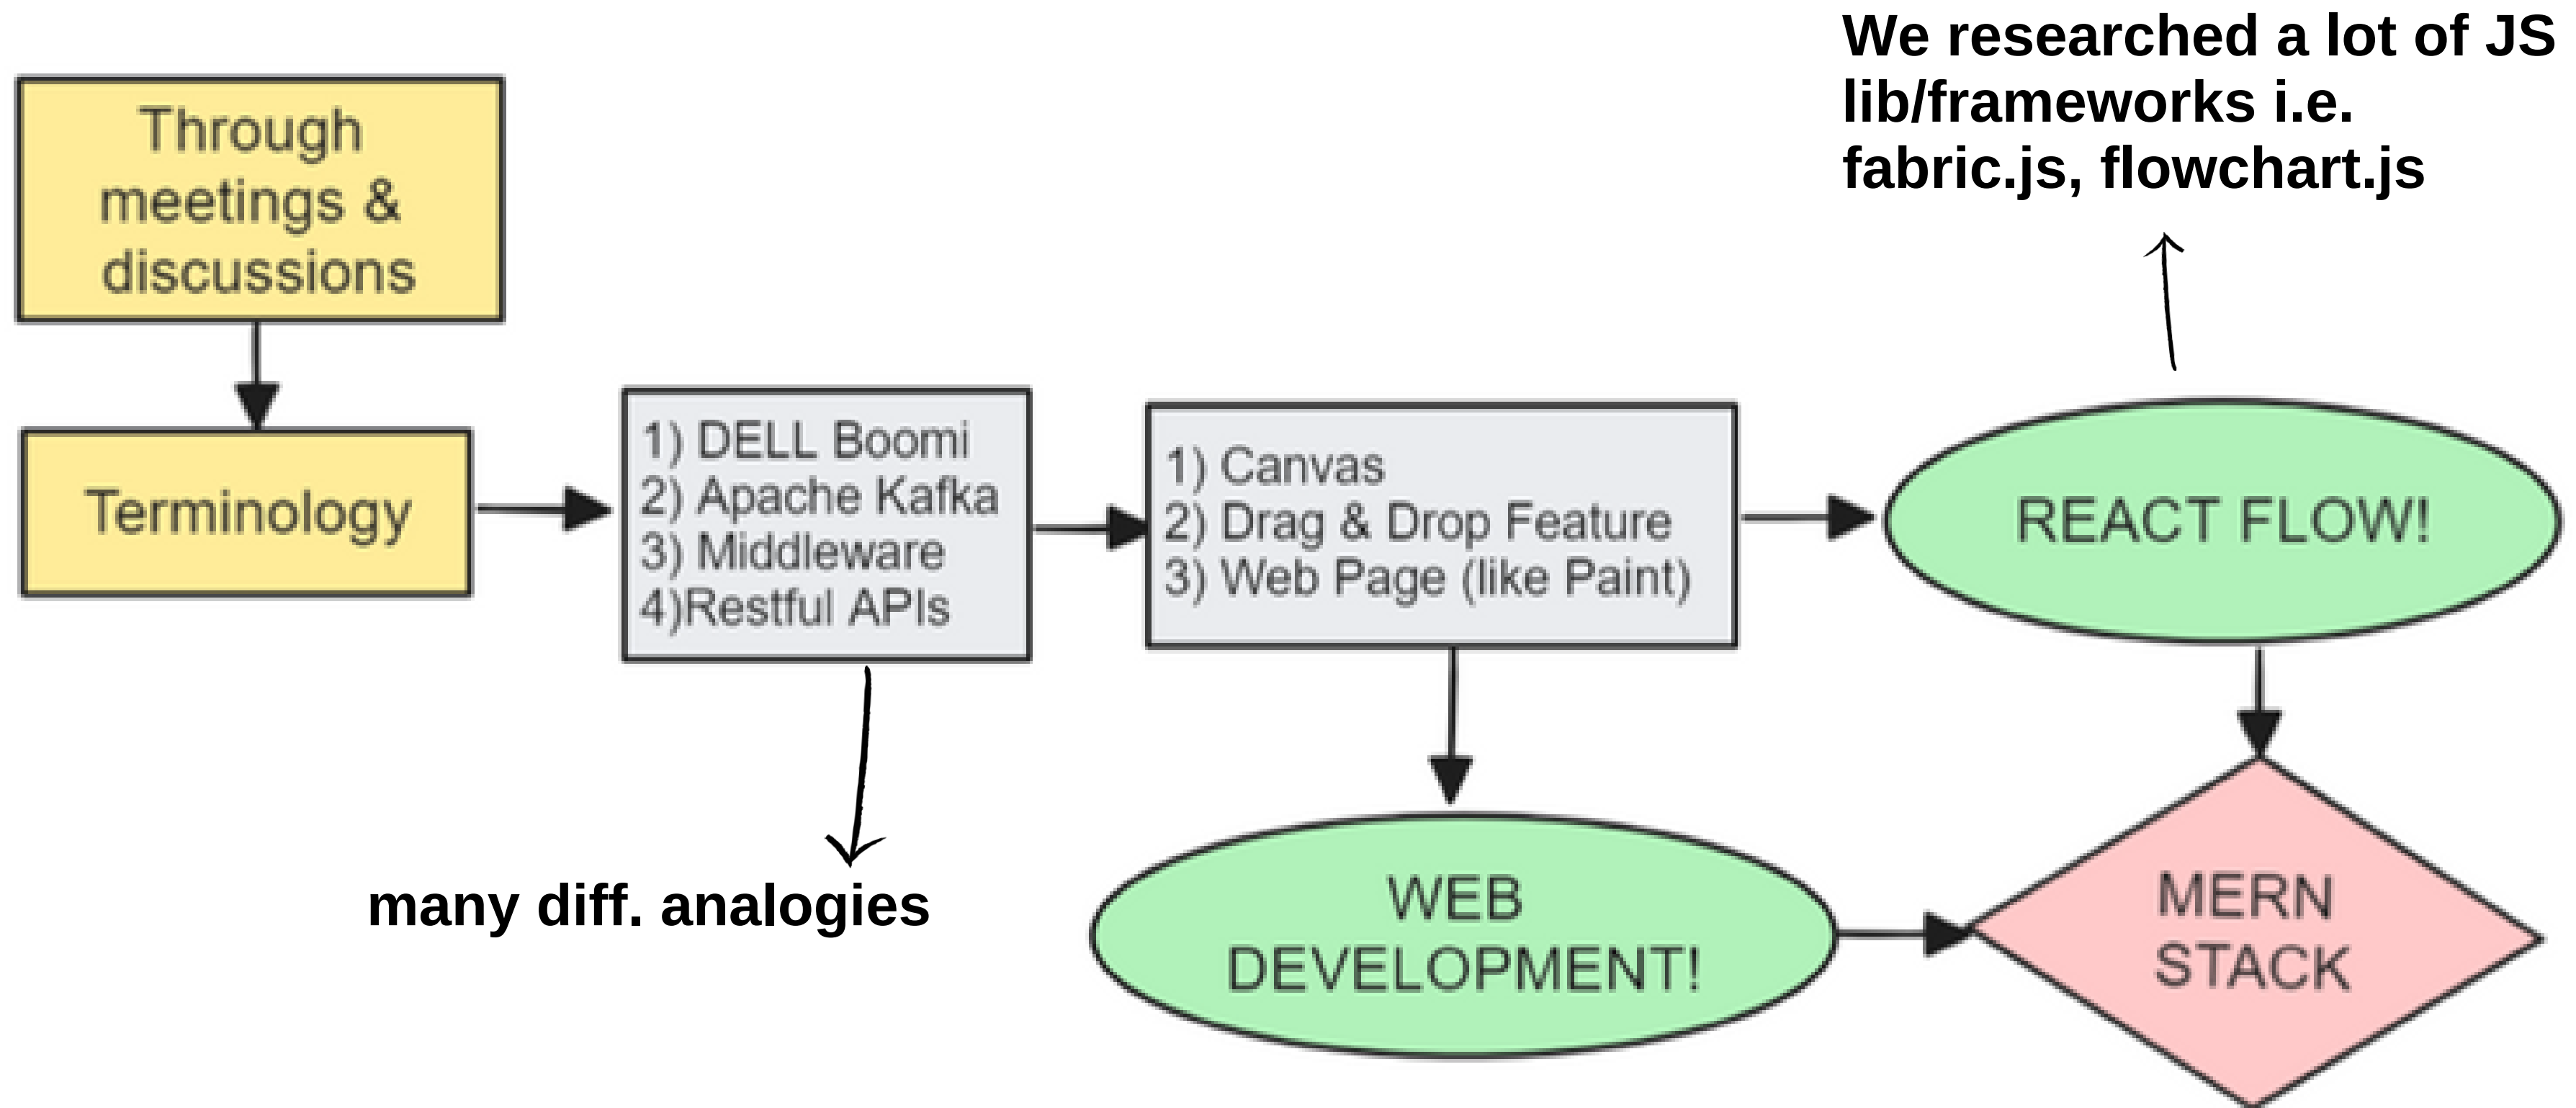 We researched a lot of JS
lib/frameworks i.e.
fabric.js, flowchart.js
Through
meetings &
discussions
Terminology
1) DELL Boomi
2) Apache Kafka
3) Middleware
4)Restful APIs
1) Canvas
2) Drag & Drop Feature
3) Web Page (like Paint)
REACT FLOW!
many diff. analogies
WEB
DEVELOPMENT!
MERN
STACK